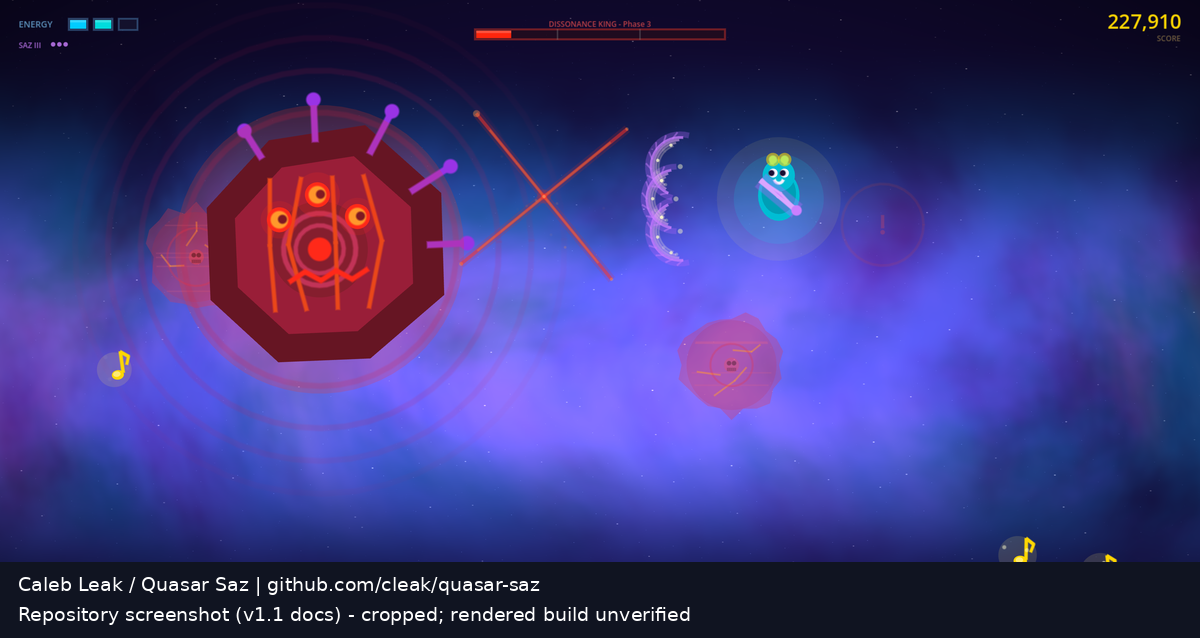 ENERGY
SAZ III
DISSONANCE KING - Phase 3
227,910
SCORE
!
Caleb Leak / Quasar Saz | github.com/cleak/quasar-saz
Repository screenshot (v1.1 docs) - cropped; rendered build unverified